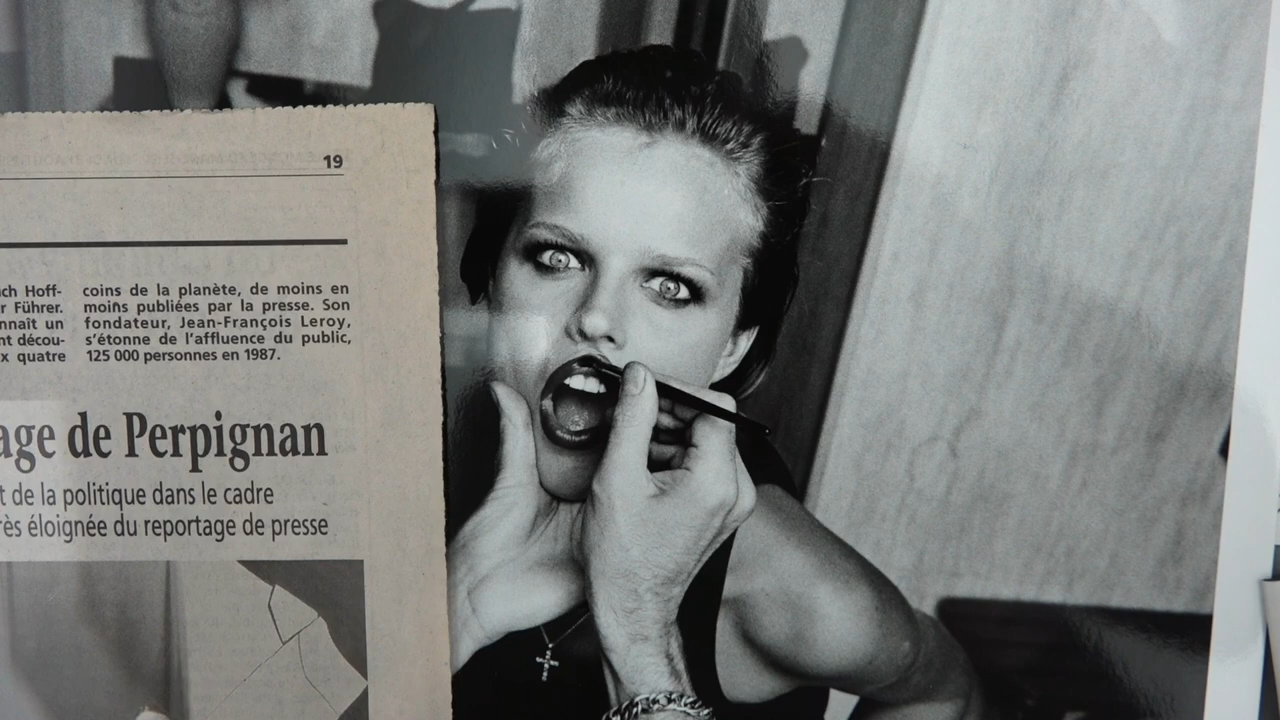 19
ich Hoff-
r Führer.
nnaît un
nt décou-
x quatre
coins de la planète, de moins en
moins publiées par la presse. Son
fondateur, Jean-François Leroy,
s’étonne de l’affluence du public,
125 000 personnes en 1987.
age de Perpignan
t de la politique dans le cadre
rès éloignée du reportage de presse